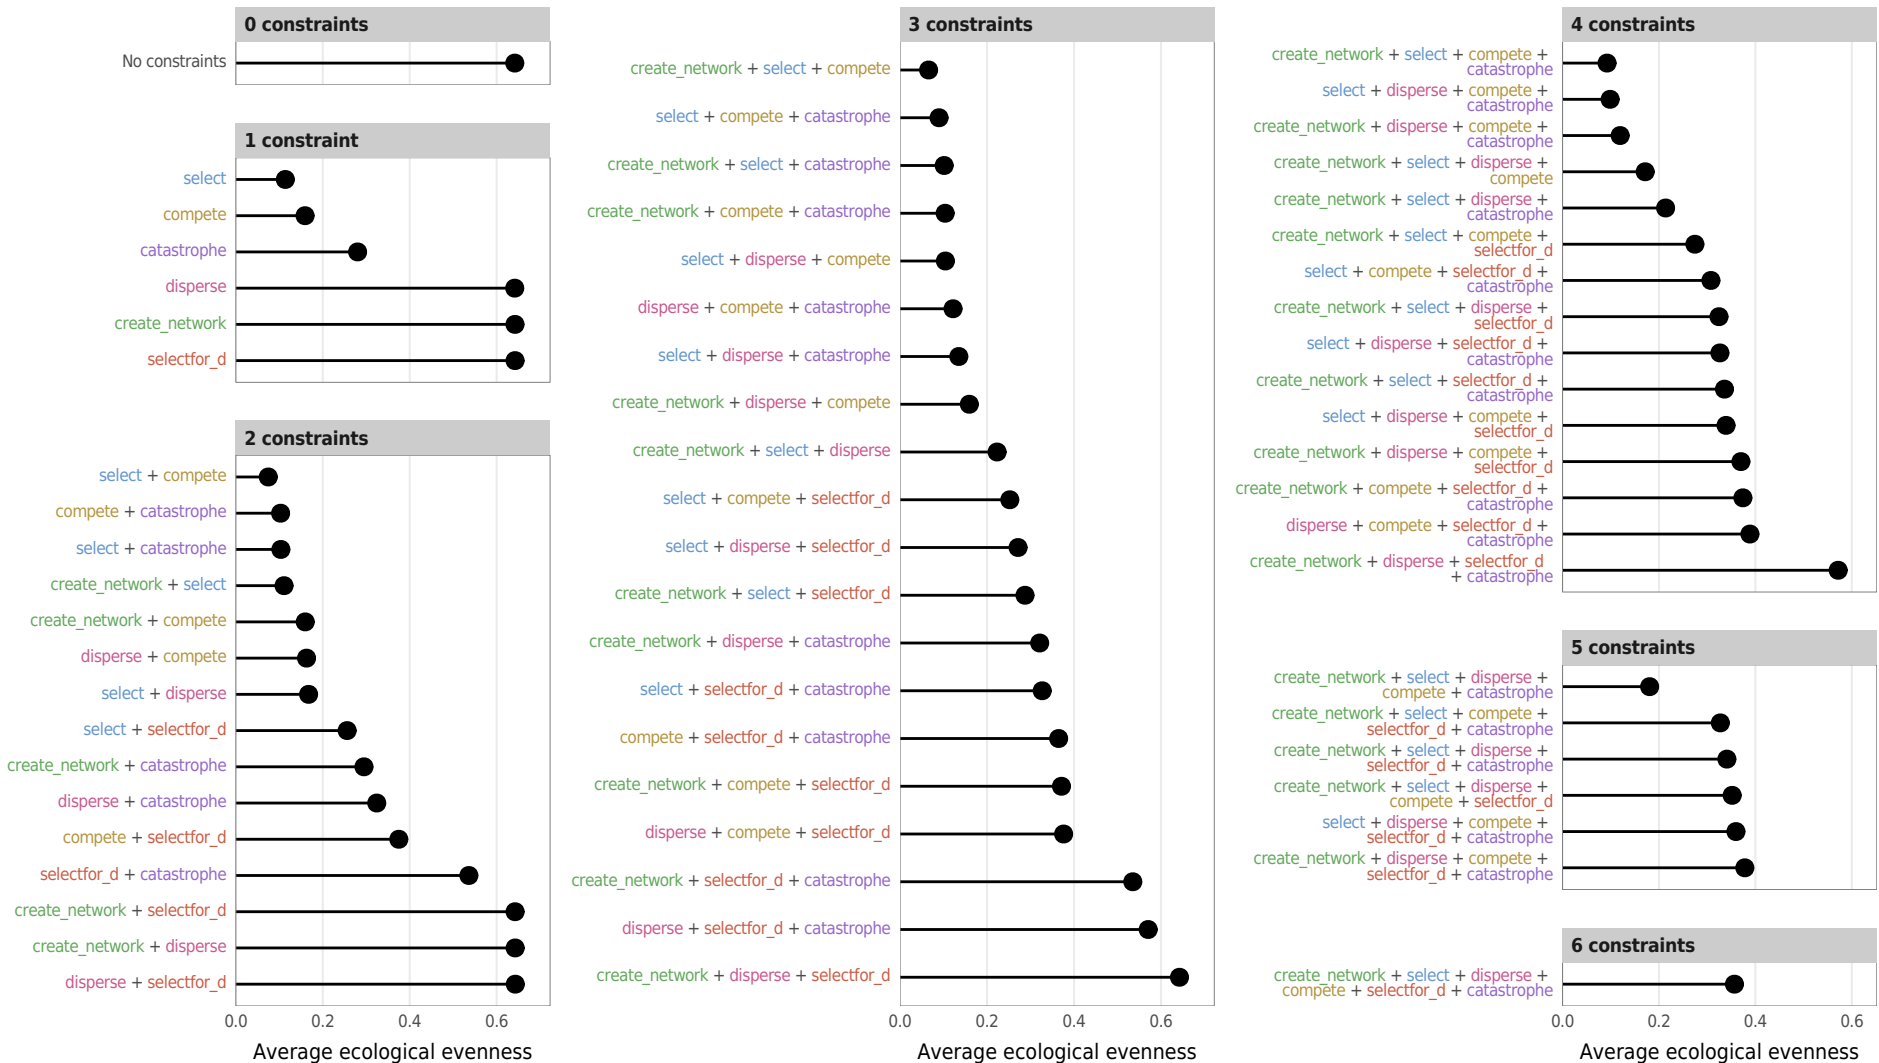 0 constraints
No constraints
1 constraint
select
compete
catastrophe
disperse
create_network
selectfor_d
2 constraints
select + compete
compete + catastrophe
select + catastrophe
create_network + select
create_network + compete
disperse + compete
select + disperse
select + selectfor_d
create_network + catastrophe
disperse + catastrophe
compete + selectfor_d
selectfor_d + catastrophe
create_network + selectfor_d
create_network + disperse
disperse + selectfor_d
0.0 0.2 0.4 0.6
Average ecological evenness
3 constraints
create_network + select + compete
select + compete + catastrophe
create_network + select + catastrophe
create_network + compete + catastrophe
select + disperse + compete
disperse + compete + catastrophe
select + disperse + catastrophe
create_network + disperse + compete
create_network + select + disperse
select + compete + selectfor_d
select + disperse + selectfor_d
create_network + select + selectfor_d
create_network + disperse + catastrophe
select + selectfor_d + catastrophe
compete + selectfor_d + catastrophe
create_network + compete + selectfor_d
disperse + compete + selectfor_d
create_network + selectfor_d + catastrophe
disperse + selectfor_d + catastrophe
create_network + disperse + selectfor_d
0.0 0.2 0.4 0.6
Average ecological evenness
4 constraints
create_network + select + compete +
catastrophe
select + disperse + compete +
catastrophe
create_network + disperse + compete +
catastrophe
create_network + select + disperse +
compete
create_network + select + disperse +
catastrophe
create_network + select + compete +
selectfor_d
select + compete + selectfor_d +
catastrophe
create_network + select + disperse +
selectfor_d
select + disperse + selectfor_d +
catastrophe
create_network + select + selectfor_d +
catastrophe
select + disperse + compete +
selectfor_d
create_network + disperse + compete +
selectfor_d
create_network + compete + selectfor_d +
catastrophe
disperse + compete + selectfor_d +
catastrophe
create_network + disperse + selectfor_d
+ catastrophe
5 constraints
create_network + select + disperse +
compete + catastrophe
create_network + select + compete +
selectfor_d + catastrophe
create_network + select + disperse +
selectfor_d + catastrophe
create_network + select + disperse +
compete + selectfor_d
select + disperse + compete +
selectfor_d + catastrophe
create_network + disperse + compete +
selectfor_d + catastrophe
6 constraints
create_network + select + disperse +
compete + selectfor_d + catastrophe
0.0 0.2 0.4 0.6
Average ecological evenness